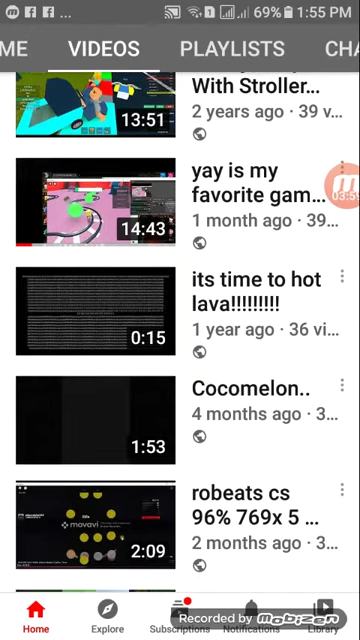 69% 1:55 PM
ME VIDEOS PLAYLISTS CHA
With Stroller...
2 years ago · 39 v...
13:51
yay is my
favorite gam...
1 month ago · 39...
14:43
its time to hot
lava!!!!!!!!!
1 year ago · 36 vi...
0:15
Cocomelon..
4 months ago · 3...
1:53
robeats cs
96% 769x 5 ...
2 months ago · 3...
movavi
2:09
Home Explore Subscriptions Notifications Library
Recorded by mobizen